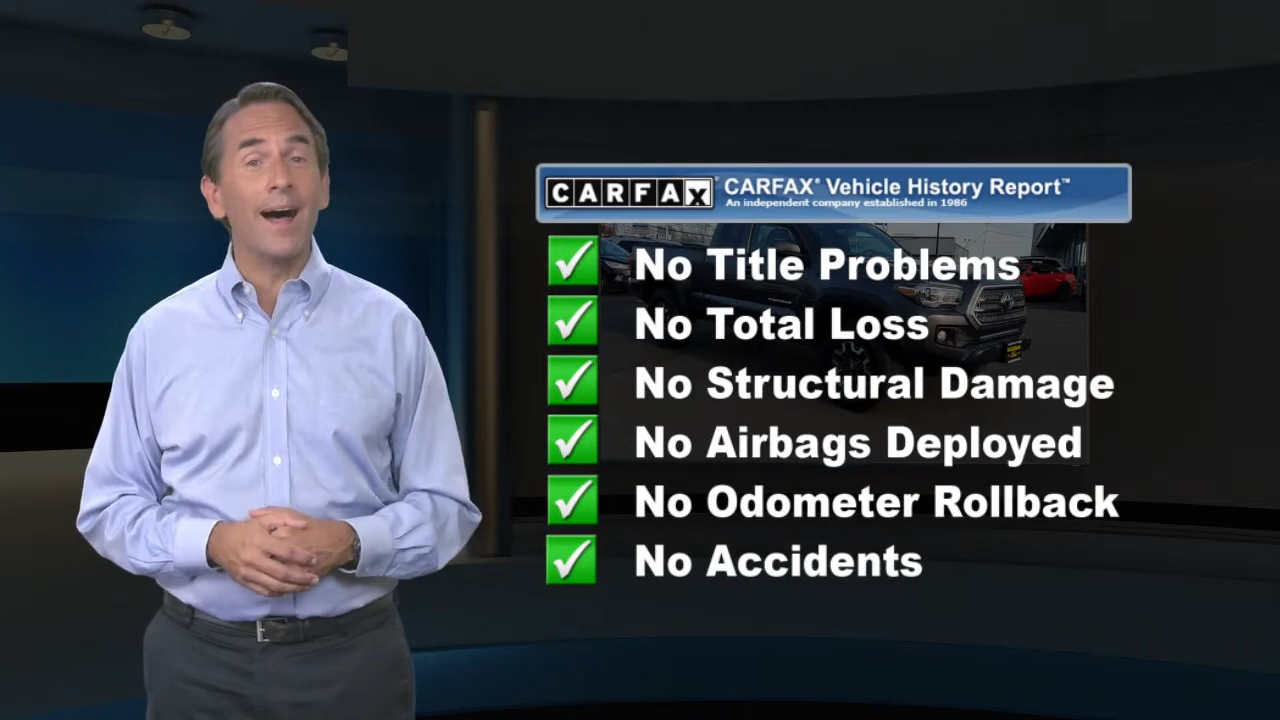 CARFAX CARFAX® Vehicle History Report™
An independent company established in 1986
No Title Problems
No Total Loss
No Structural Damage
No Airbags Deployed
No Odometer Rollback
No Accidents